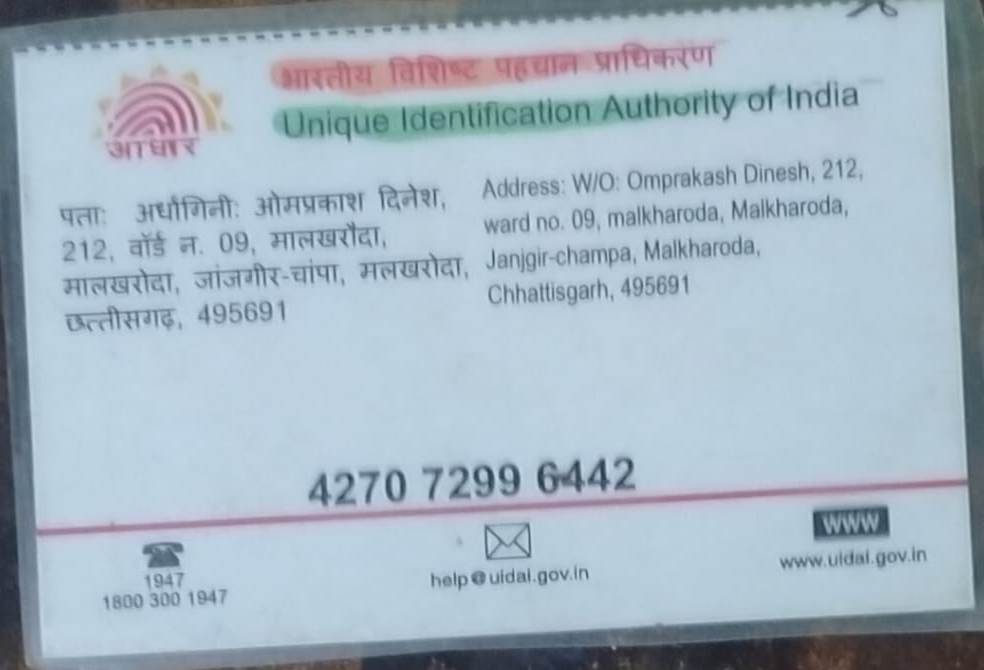 भारतीय विशिष्ट पहचान प्राधिकरण
Unique Identification Authority of India
आधार
पता: अर्धांगिनी: ओमप्रकाश दिनेश,
212, वॉर्ड न. 09, मालखरौदा,
मालखरोदा, जांजगीर-चांपा, मलखरोदा,
छत्तीसगढ़, 495691
Address: W/O: Omprakash Dinesh, 212,
ward no. 09, malkharoda, Malkharoda,
Janjgir-champa, Malkharoda,
Chhattisgarh, 495691
4270 7299 6442
1947
1800 300 1947
help@uidai.gov.in
WWW
www.uidai.gov.in